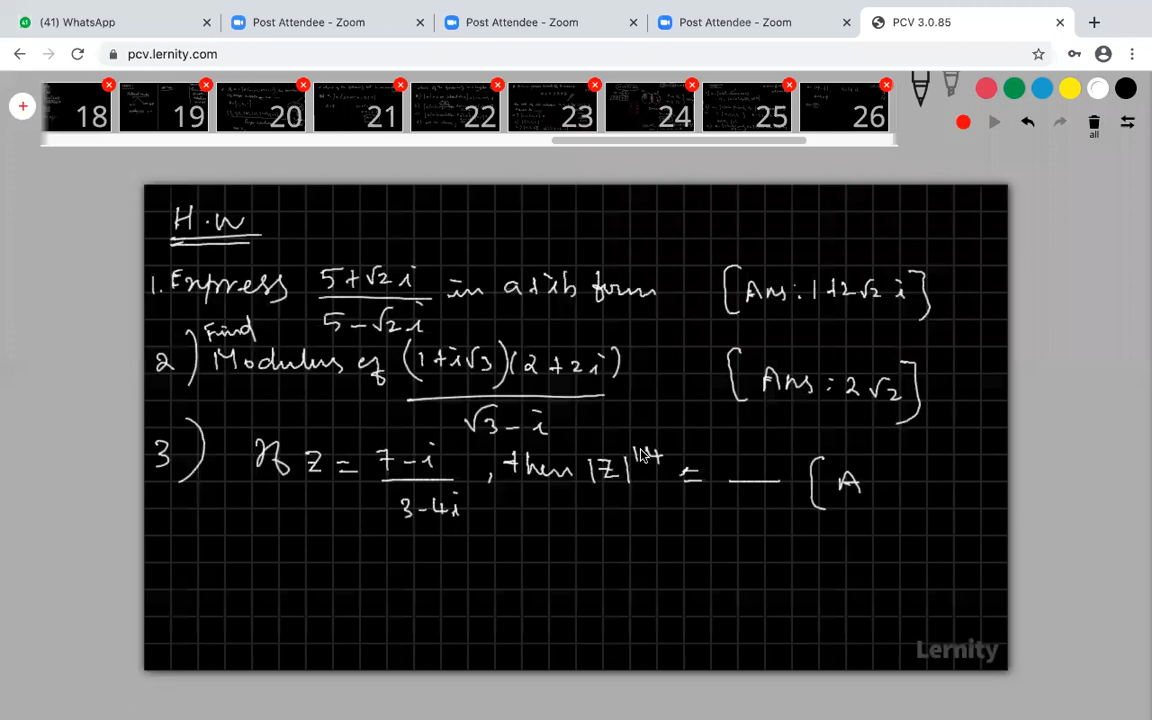 (41) WhatsApp
Post Attendee - Zoom
Post Attendee - Zoom
Post Attendee - Zoom
PCV 3.0.85
pcv.lernity.com
18 19 20 21 22 23 24 25 26
all
H.W
1. Express (5+√2i)/(5-√2i) in a+ib form [Ans: 1+2√2 i]
2) Find Modulus of (1+i√3)(2+2i)/(√3-i) [Ans: 2√2]
3) If z = (7-i)/(3-4i), then |Z|¹⁴ = ___ [A
Lernity